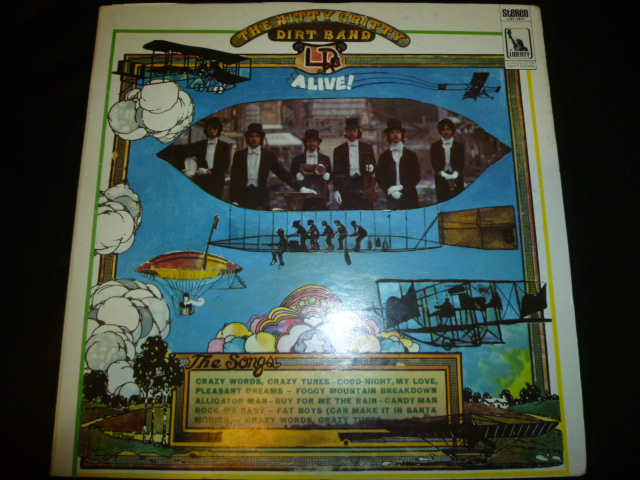 THE NITTY GRITTY
DIRT BAND
Stereo
LIBERTY
ALIVE!
The Songs
CRAZY WORDS, CRAZY TUNES - GOOD-NIGHT, MY LOVE,
PLEASANT DREAMS - FOGGY MOUNTAIN BREAKDOWN
ALLIGATOR MAN - BUY FOR ME THE RAIN - CANDY MAN
ROCK ME BABY - FAT BOYS (CAN MAKE IT IN SANTA
MONICA) - CRAZY WORDS, CRAZY TUNES